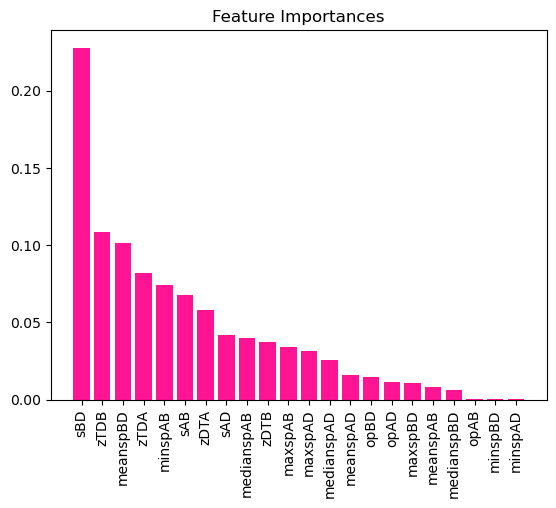 Feature Importances
0.20
0.15
0.10
0.05
0.00
sBD
zTDB
meanspBD
zTDA
minspAB
sAB
zDTA
sAD
medianspAB
zDTB
maxspAB
maxspAD
medianspAD
meanspAD
opBD
opAD
maxspBD
meanspAB
medianspBD
opAB
minspBD
minspAD